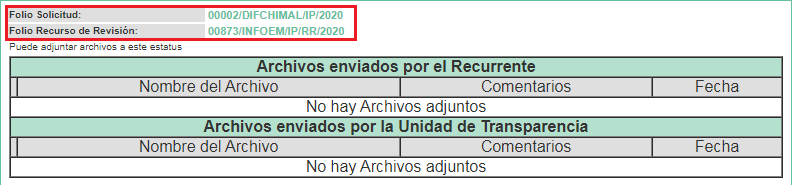 Folio Solicitud: 00002/DIFCHIMAL/IP/2020
Folio Recurso de Revisión: 00873/INFOEM/IP/RR/2020
Puede adjuntar archivos a este estatus
Archivos enviados por el Recurrente
Nombre del Archivo Comentarios Fecha
No hay Archivos adjuntos
Archivos enviados por la Unidad de Transparencia
Nombre del Archivo Comentarios Fecha
No hay Archivos adjuntos